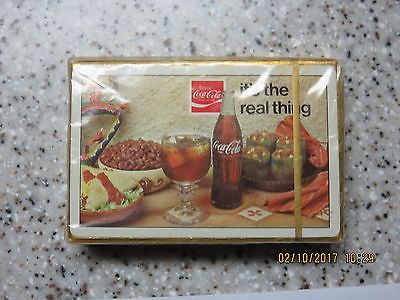 Enjoy
Coca-Cola
it's the
real thing
Coca-Cola
02/10/2017 10:29